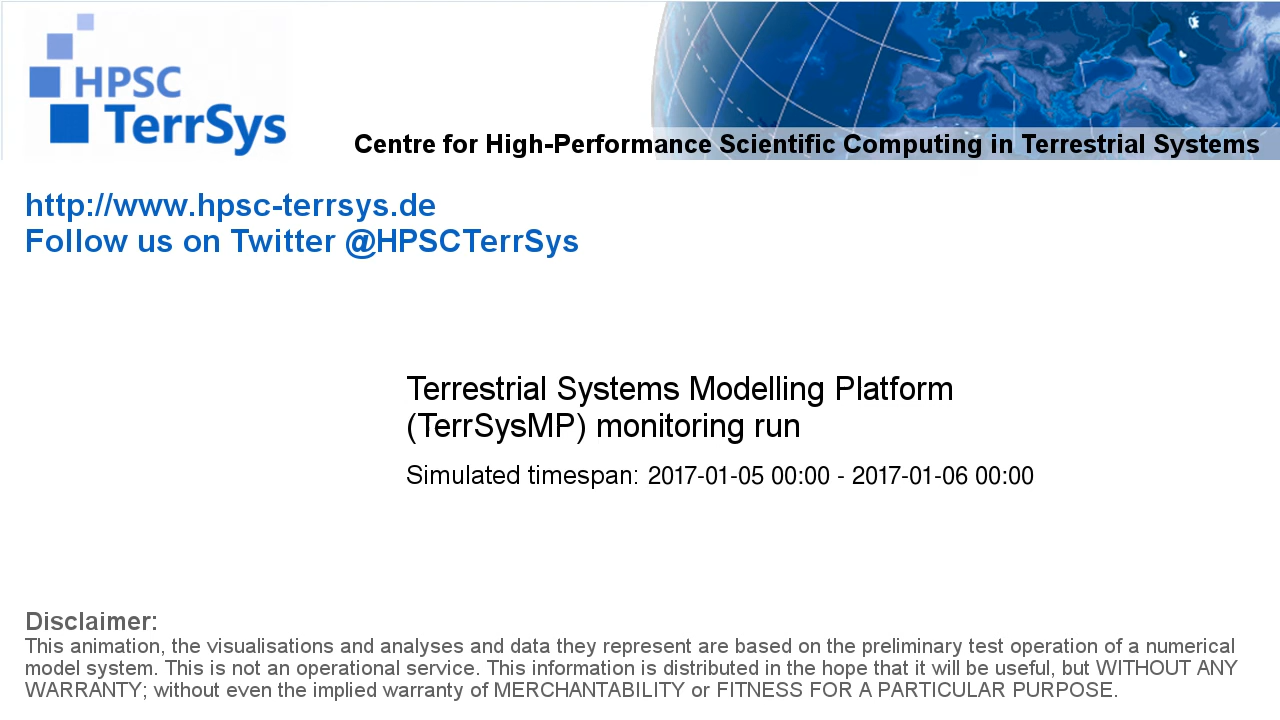 HPSC
TerrSys
Centre for High-Performance Scientific Computing in Terrestrial Systems
http://www.hpsc-terrsys.de
Follow us on Twitter @HPSCTerrSys
Terrestrial Systems Modelling Platform
(TerrSysMP) monitoring run
Simulated timespan: 2017-01-05 00:00 - 2017-01-06 00:00
Disclaimer:
This animation, the visualisations and analyses and data they represent are based on the preliminary test operation of a numerical
model system. This is not an operational service. This information is distributed in the hope that it will be useful, but WITHOUT ANY
WARRANTY; without even the implied warranty of MERCHANTABILITY or FITNESS FOR A PARTICULAR PURPOSE.